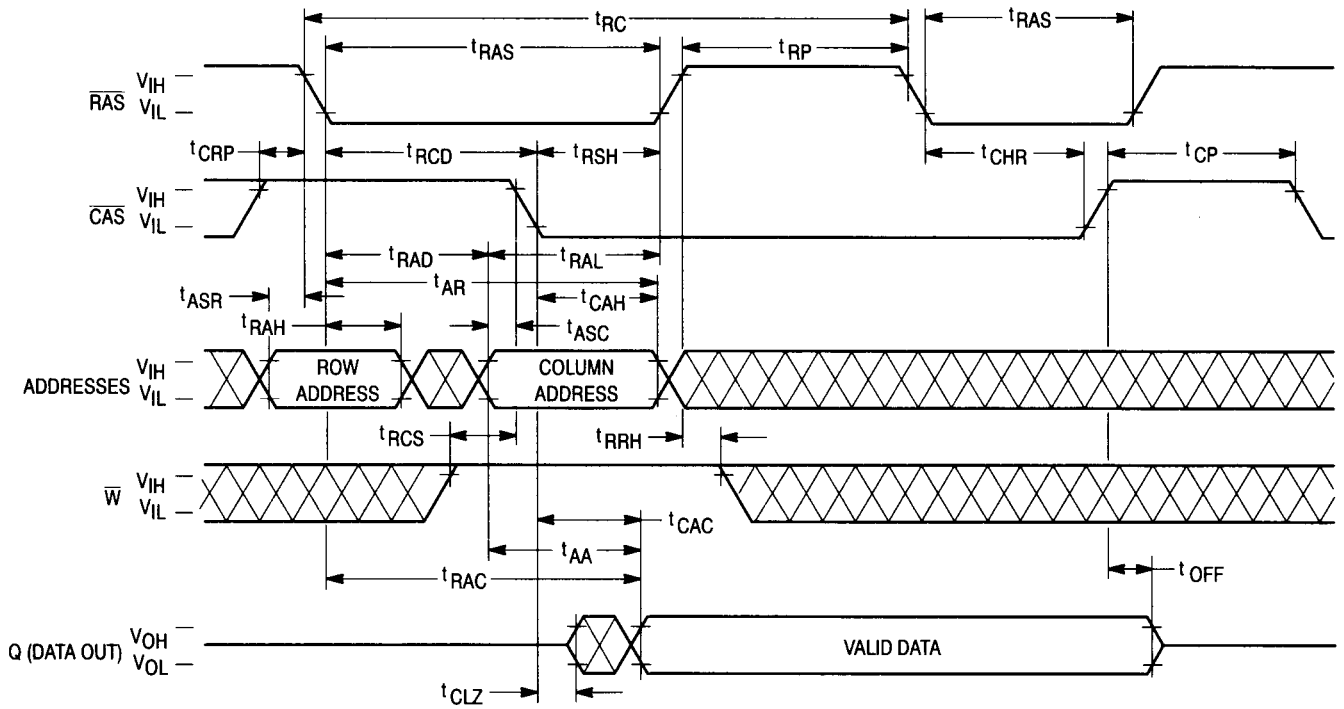 tRC
tRAS
tRAS
tRP
RAS VIH
VIL
tCRP
tRCD
tRSH
tCHR
tCP
CAS VIH
VIL
tRAD
tRAL
tAR
tASR
tCAH
tRAH
tASC
ADDRESSES VIH
VIL
ROW
ADDRESS
COLUMN
ADDRESS
tRCS
tRRH
W VIH
VIL
tCAC
tAA
tRAC
tOFF
Q (DATA OUT) VOH
VOL
VALID DATA
tCLZ